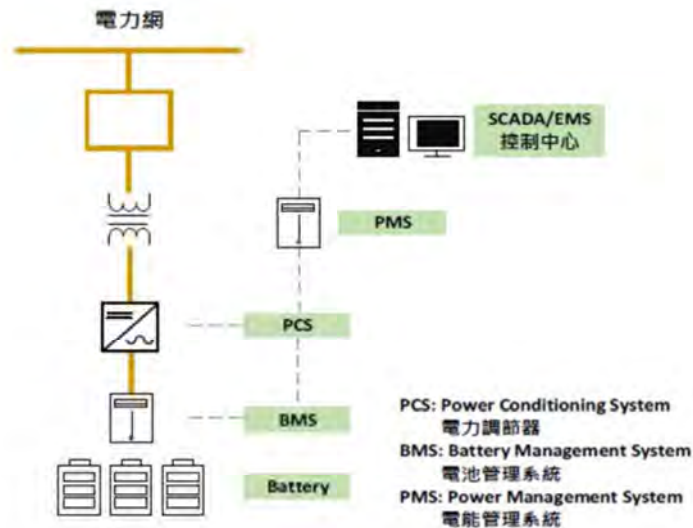 電力網
SCADA/EMS
控制中心
PMS
PCS
BMS
Battery
PCS: Power Conditioning System
電力調節器
BMS: Battery Management System
電池管理系統
PMS: Power Management System
電能管理系統